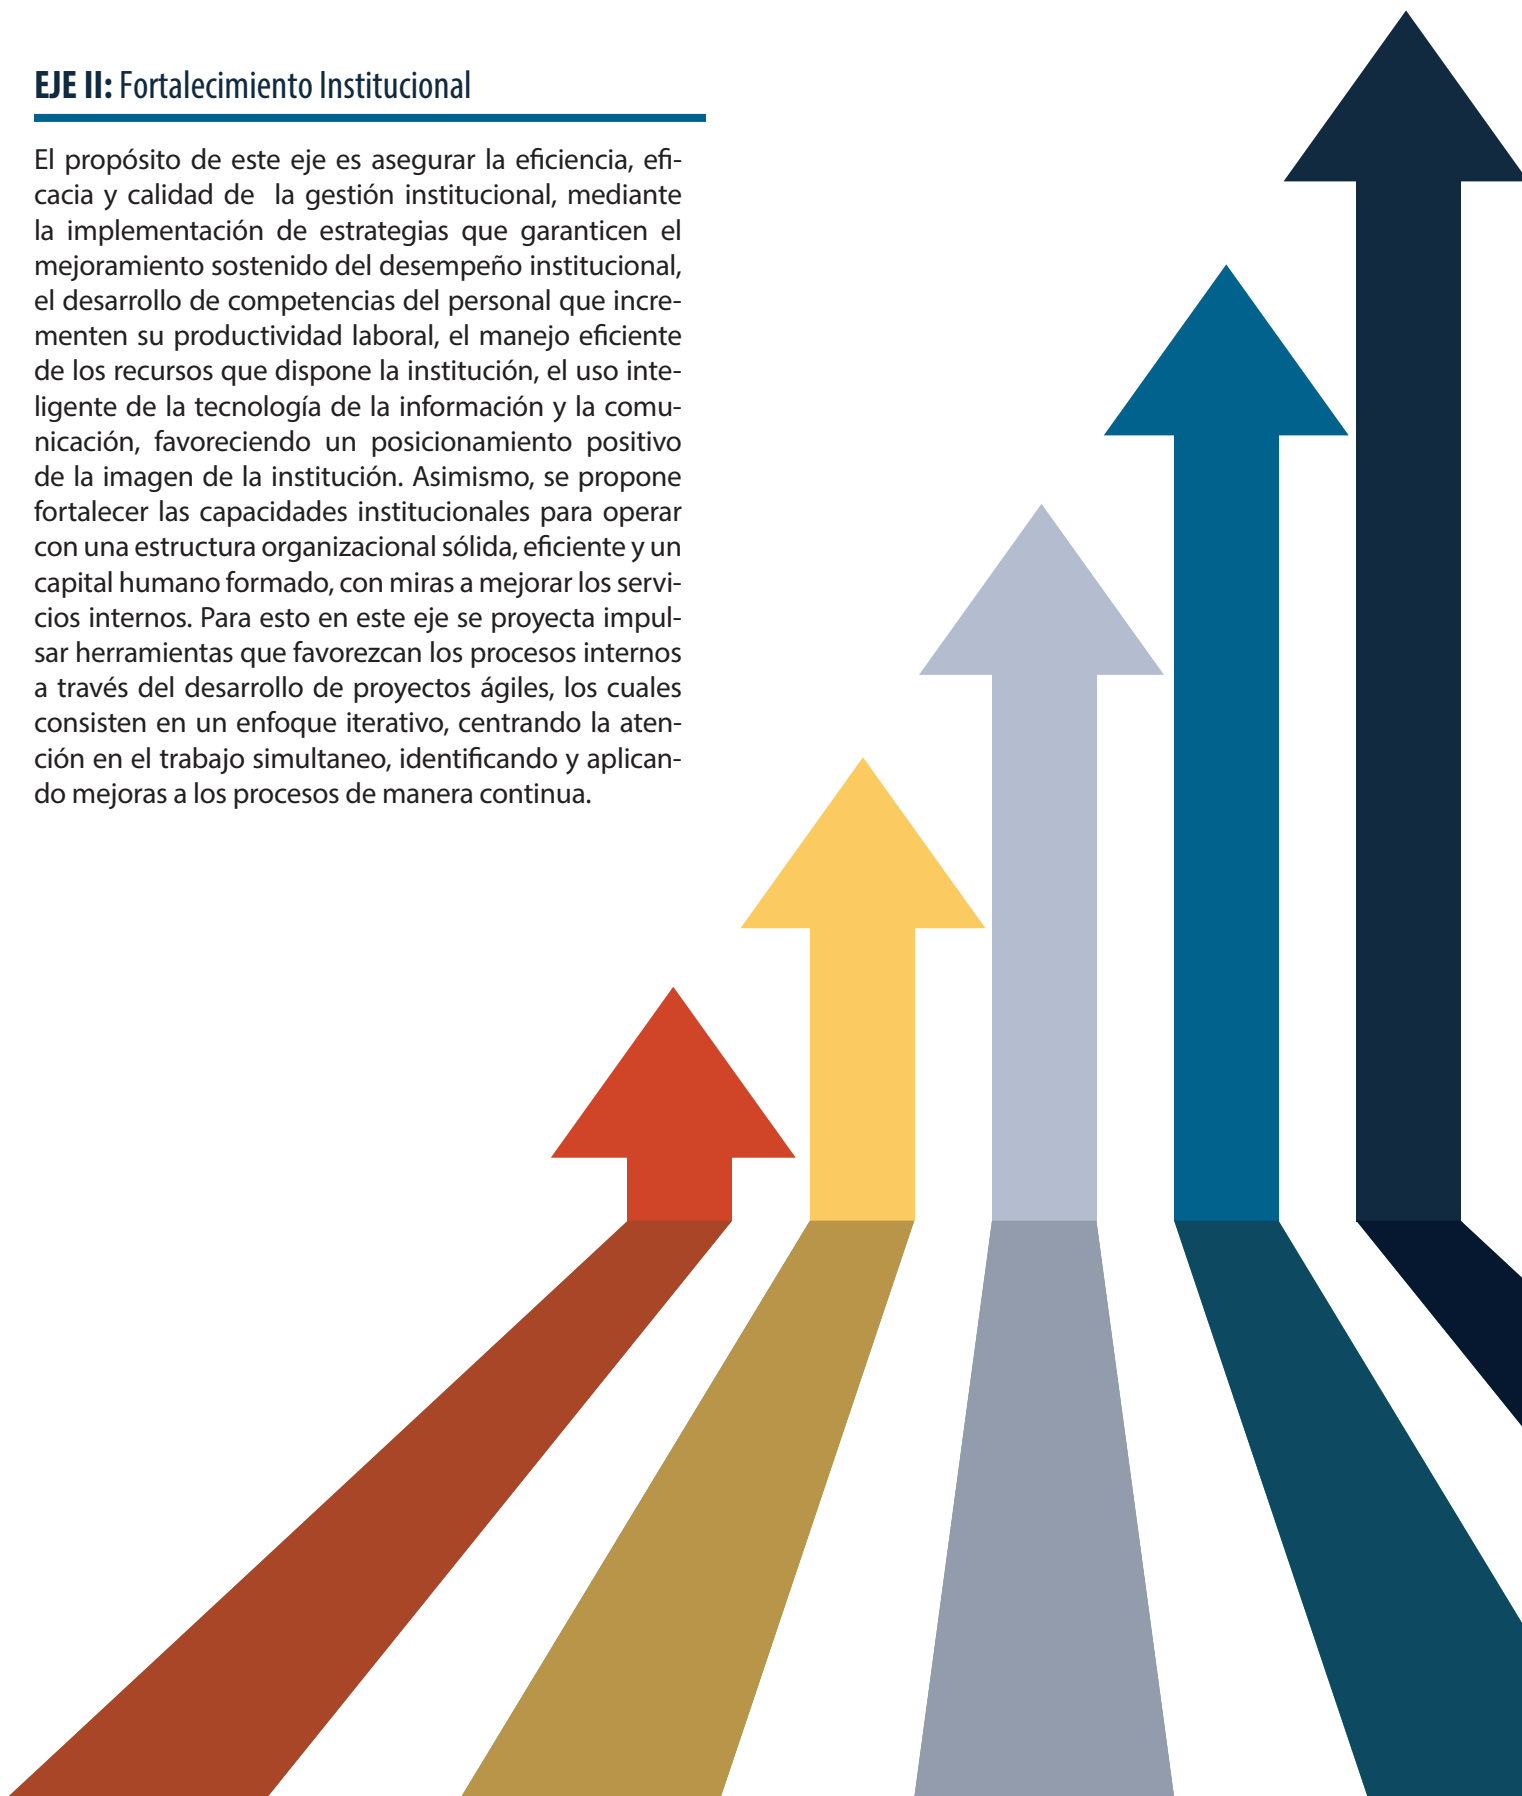 EJE II: Fortalecimiento Institucional
El propósito de este eje es asegurar la eficiencia, efi-
cacia y calidad de la gestión institucional, mediante
la implementación de estrategias que garanticen el
mejoramiento sostenido del desempeño institucional,
el desarrollo de competencias del personal que incre-
menten su productividad laboral, el manejo eficiente
de los recursos que dispone la institución, el uso inte-
ligente de la tecnología de la información y la comu-
nicación, favoreciendo un posicionamiento positivo
de la imagen de la institución. Asimismo, se propone
fortalecer las capacidades institucionales para operar
con una estructura organizacional sólida, eficiente y un
capital humano formado, con miras a mejorar los servi-
cios internos. Para esto en este eje se proyecta impul-
sar herramientas que favorezcan los procesos internos
a través del desarrollo de proyectos ágiles, los cuales
consisten en un enfoque iterativo, centrando la aten-
ción en el trabajo simultaneo, identificando y aplican-
do mejoras a los procesos de manera continua.